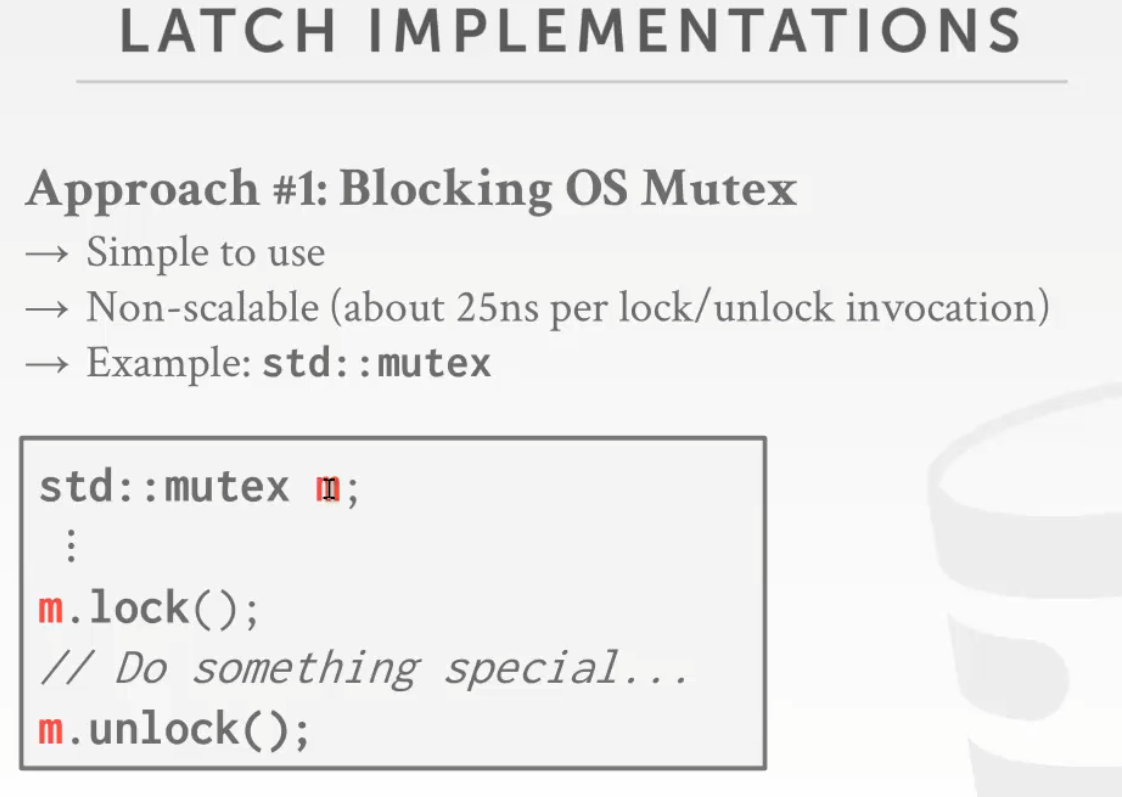 LATCH IMPLEMENTATIONS
Approach #1: Blocking OS Mutex
→ Simple to use
→ Non-scalable (about 25ns per lock/unlock invocation)
→ Example: std::mutex
std::mutex m;
⋮
m.lock();
// Do something special...
m.unlock();